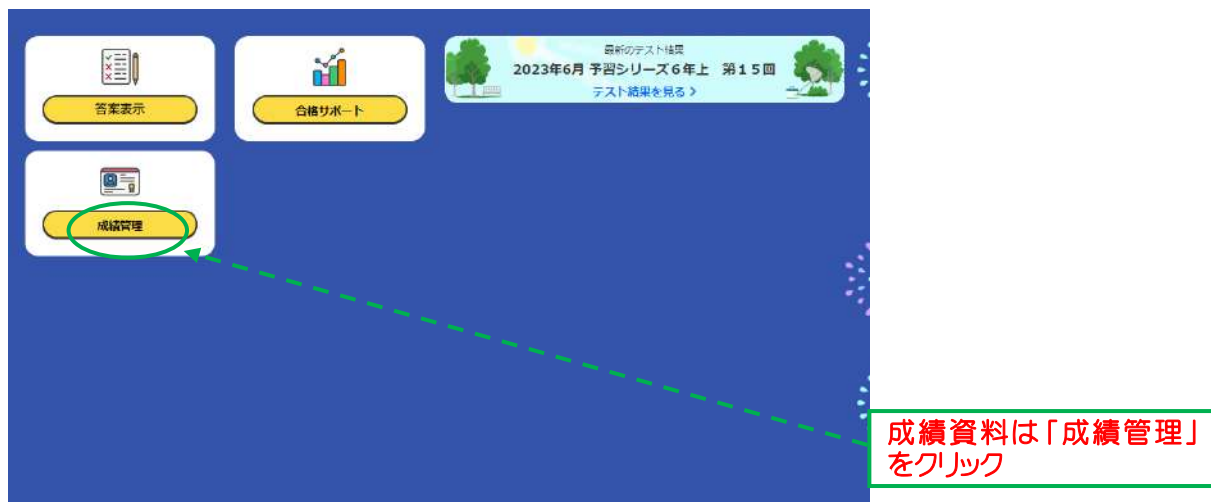 答案表示
合格サポート
最新のテスト結果
2023年6月 予習シリーズ6年上 第15回
テスト結果を見る >
成績管理
成績資料は「成績管理」
をクリック